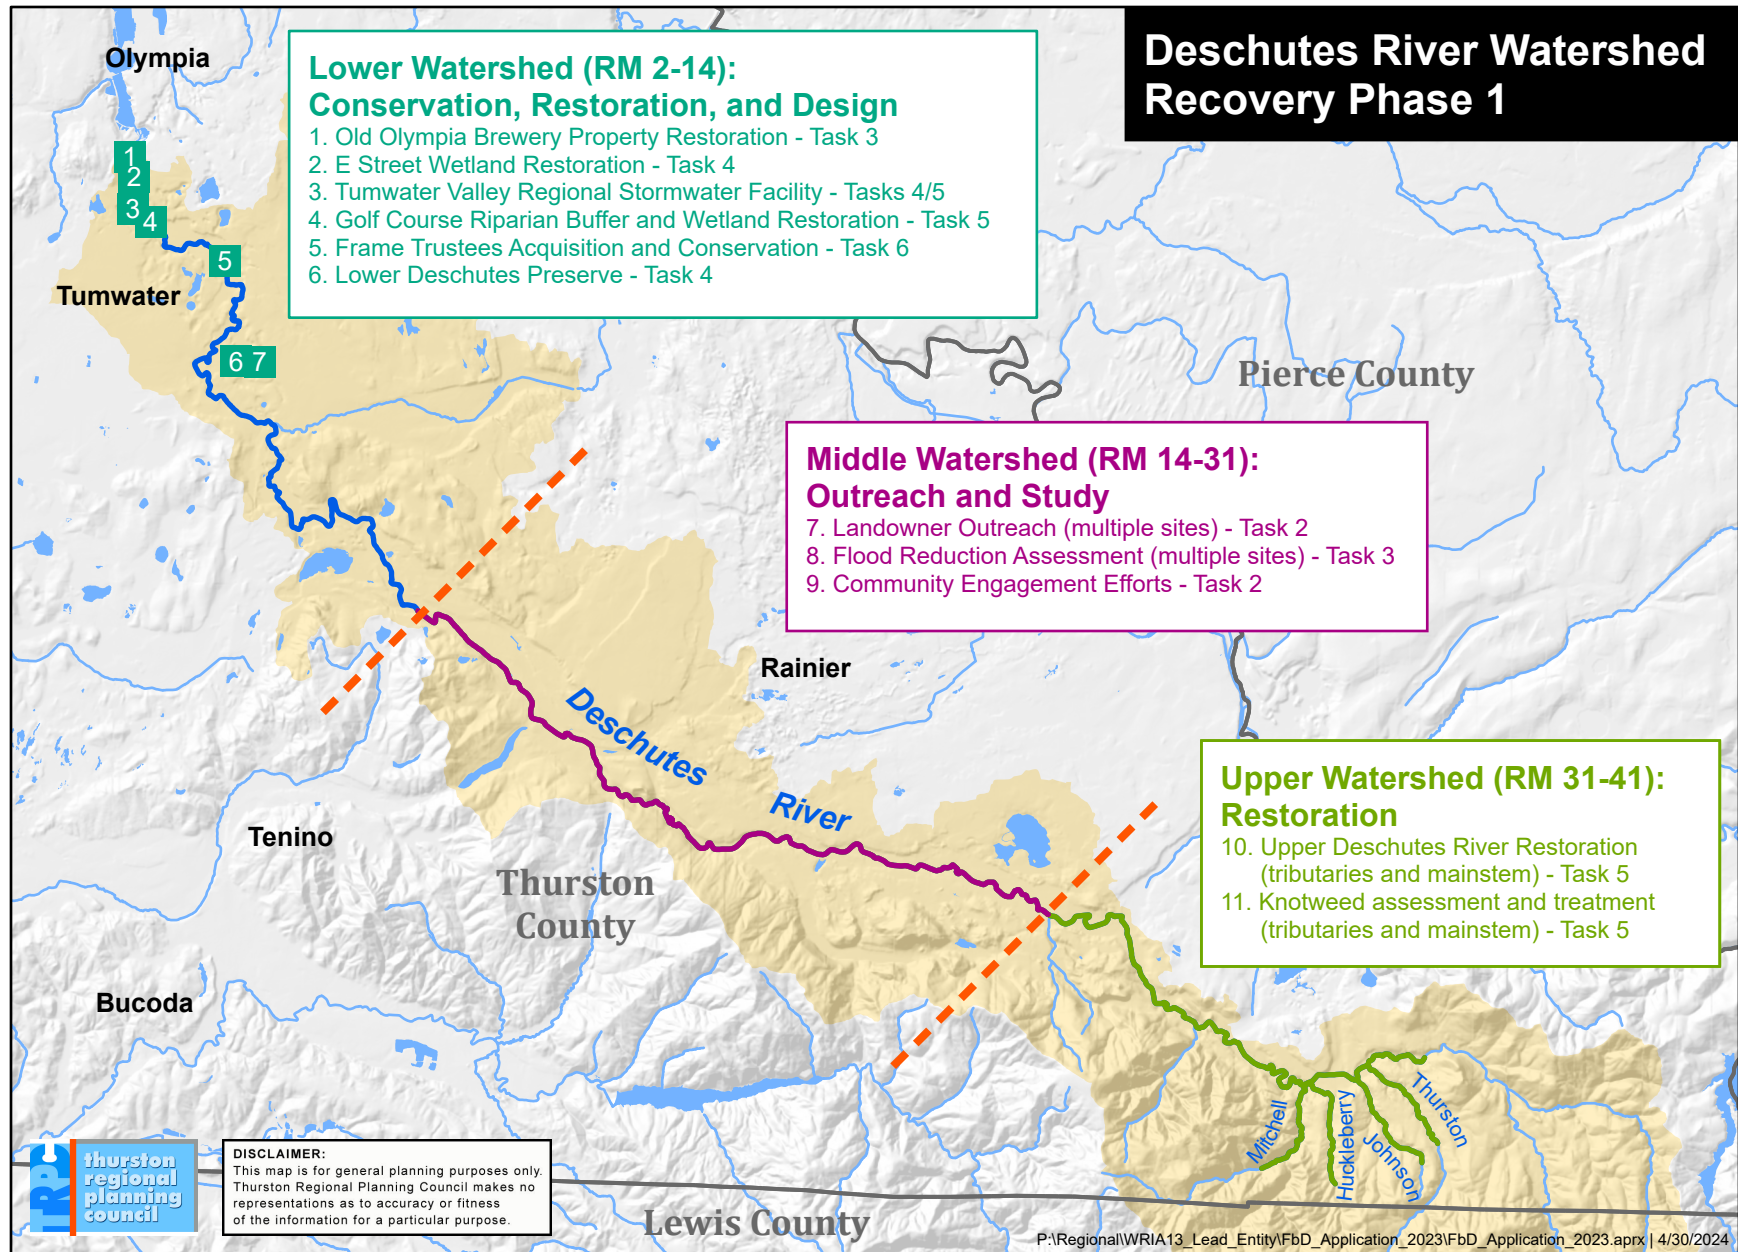 Deschutes River Watershed
Recovery Phase 1
Olympia
Lower Watershed (RM 2-14):
Conservation, Restoration, and Design
1. Old Olympia Brewery Property Restoration - Task 3
2. E Street Wetland Restoration - Task 4
3. Tumwater Valley Regional Stormwater Facility - Tasks 4/5
4. Golf Course Riparian Buffer and Wetland Restoration - Task 5
5. Frame Trustees Acquisition and Conservation - Task 6
6. Lower Deschutes Preserve - Task 4
1
2
3
4
5
Tumwater
6 7
Pierce County
Middle Watershed (RM 14-31):
Outreach and Study
7. Landowner Outreach (multiple sites) - Task 2
8. Flood Reduction Assessment (multiple sites) - Task 3
9. Community Engagement Efforts - Task 2
Rainier
Deschutes
River
Upper Watershed (RM 31-41):
Restoration
10. Upper Deschutes River Restoration
(tributaries and mainstem) - Task 5
11. Knotweed assessment and treatment
(tributaries and mainstem) - Task 5
Tenino
Thurston
County
Bucoda
Mitchell
Huckleberry
Johnson
Thurston
TRPC
thurston
regional
planning
council
DISCLAIMER:
This map is for general planning purposes only.
Thurston Regional Planning Council makes no
representations as to accuracy or fitness
of the information for a particular purpose.
Lewis County
P:\Regional\WRIA13_Lead_Entity\FbD_Application_2023\FbD_Application_2023.aprx | 4/30/2024